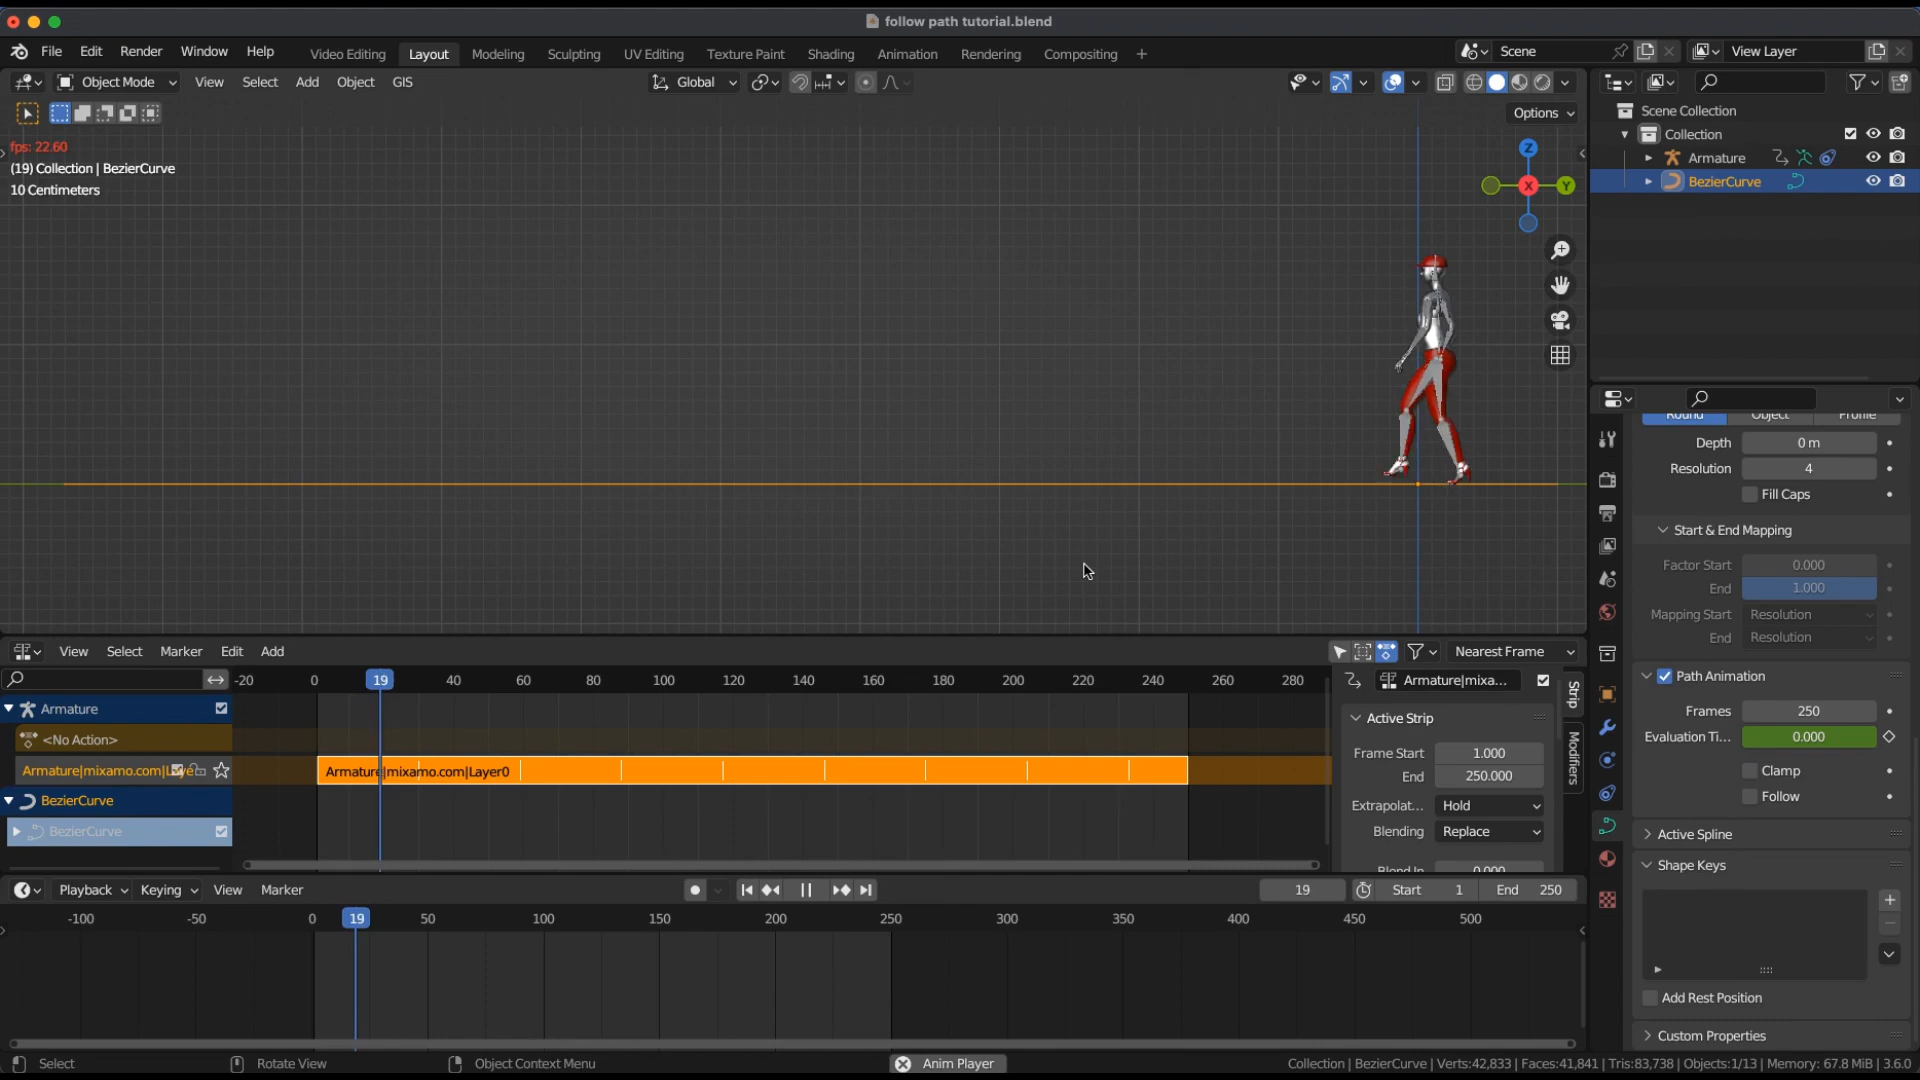 follow path tutorial.blend
File Edit Render Window Help Video Editing Layout Modeling Sculpting UV Editing Texture Paint Shading Animation Rendering Compositing + Scene View Layer
Object Mode View Select Add Object GIS Global
Options
fps: 22.60
(19) Collection | BezierCurve
10 Centimeters
Z
X Y
Scene Collection
Collection
Armature
BezierCurve
Round Object Profile
Depth 0 m
Resolution 4
Fill Caps
Start & End Mapping
Factor Start 0.000
End 1.000
Mapping Start Resolution
End Resolution
Path Animation
Frames 250
Evaluation Ti... 0.000
Clamp
Follow
Active Spline
Shape Keys
Add Rest Position
Custom Properties
View Select Marker Edit Add Nearest Frame
-20 0 19 40 60 80 100 120 140 160 180 200 220 240 260 280
Armature
<No Action>
Armature|mixamo.com|Laye
BezierCurve
BezierCurve
Armature|mixamo.com|Layer0
Armature|mixa...
Active Strip
Frame Start 1.000
End 250.000
Extrapolat... Hold
Blending Replace
Blend In 0.000
Strip
Modifiers
Playback Keying View Marker 19 Start 1 End 250
-100 -50 0 19 50 100 150 200 250 300 350 400 450 500
Select Rotate View Object Context Menu Anim Player Collection | BezierCurve | Verts:42,833 | Faces:41,841 | Tris:83,738 | Objects:1/13 | Memory: 67.8 MiB | 3.6.0